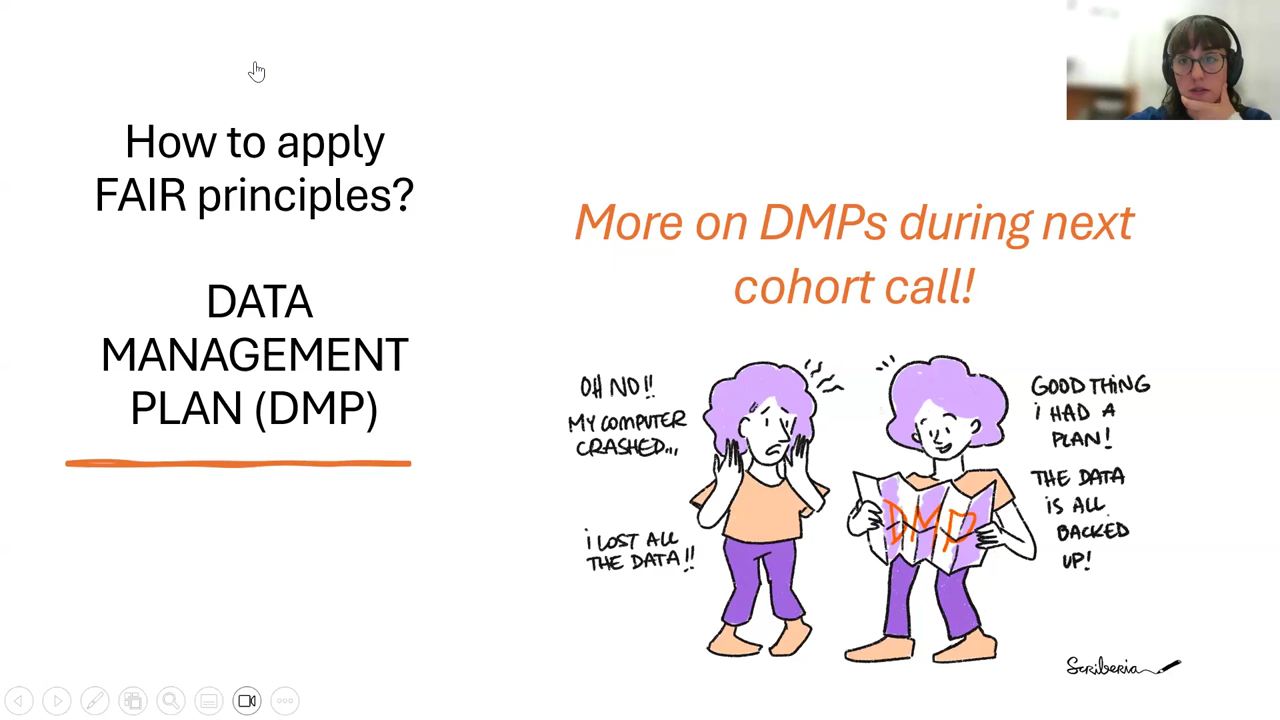 How to apply
FAIR principles?
DATA
MANAGEMENT
PLAN (DMP)
More on DMPs during next
cohort call!
OH NO!!
MY COMPUTER
CRASHED...
I LOST ALL
THE DATA!!
GOOD THING
i HAD A
PLAN!
THE DATA
iS ALL
BACKED
UP!
DMP
Scriberia